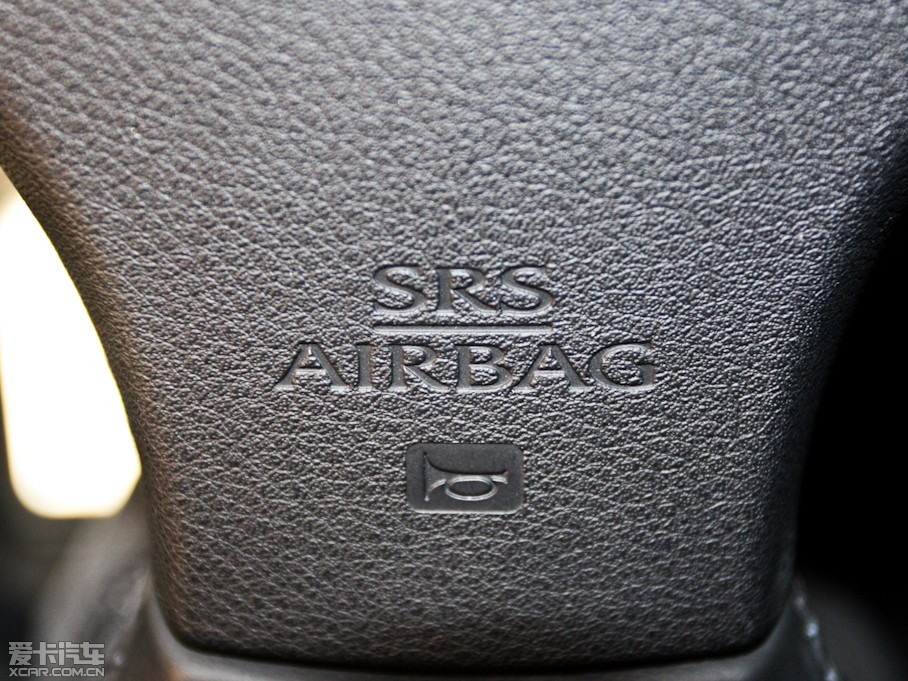 SRS
AIRBAG
爱卡汽车
XCAR.COM.CN